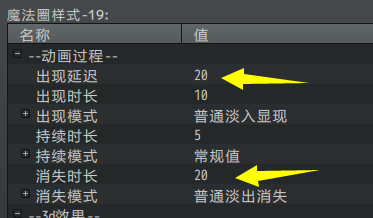 魔法圈样式-19:
名称 值
--动画过程--
出现延迟 20
出现时长 10
出现模式 普通淡入显现
持续时长 5
持续模式 常规值
消失时长 20
消失模式 普通淡出消失
--3d效果--